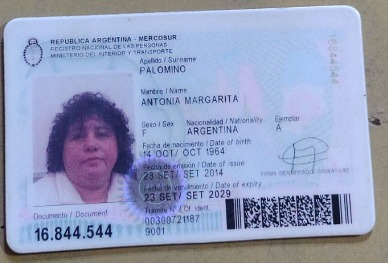 REPUBLICA ARGENTINA - MERCOSUR
REGISTRO NACIONAL DE LAS PERSONAS
MINISTERIO DEL INTERIOR Y TRANSPORTE
Apellido / Surname
PALOMINO
Nombre / Name
ANTONIA MARGARITA
Sexo / Sex
Nacionalidad / Nationality
Ejemplar
F
ARGENTINA
A
Fecha de nacimiento / Date of birth
14 OCT/ OCT 1964
Fecha de emisión / Date of issue
23 SET/ SET 2014
Fecha de vencimiento / Date of expiry
23 SET/ SET 2029
Trámite N° / Of. ident.
00300721187
9001
Documento / Document
16.844.544